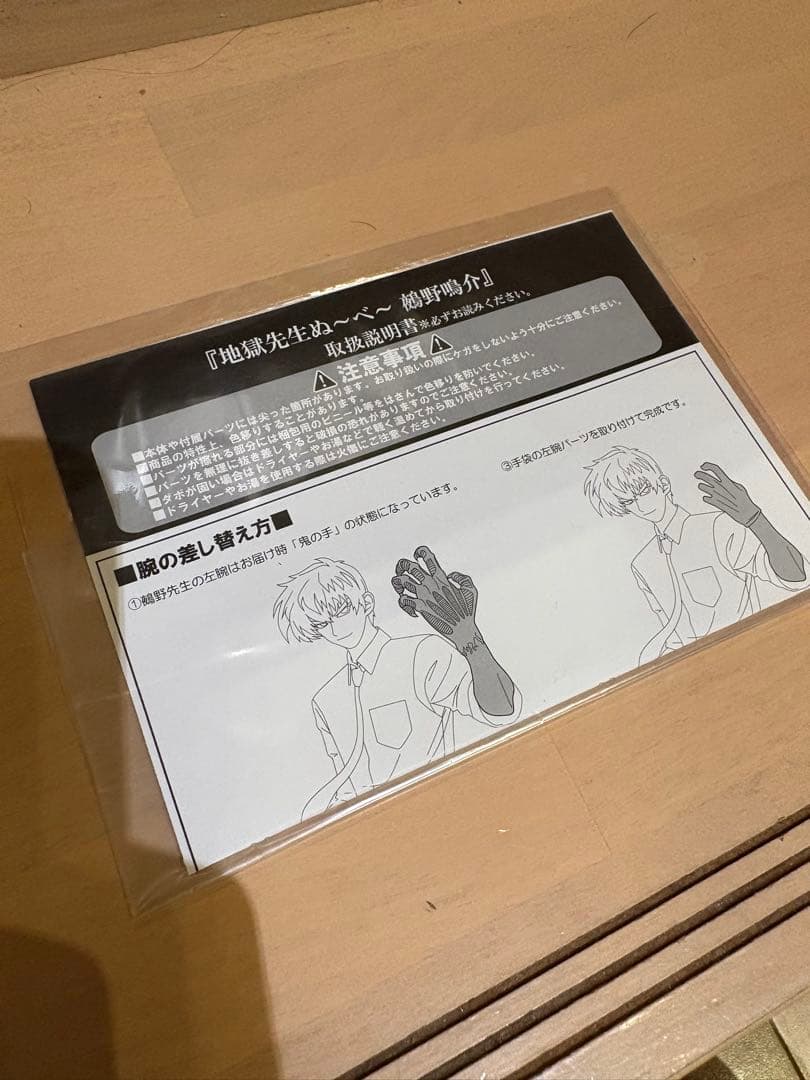 『地獄先生ぬ～べ～ 鵺野鳴介』
取扱説明書※必ずお読みください。
注意事項
■本体や付属パーツには尖った箇所があります。お取り扱いの際にケガをしないよう十分にご注意ください。
■商品の特性上、色移りすることがあります。
■パーツが擦れる部分には梱包用のビニール等をはさんで色移りを防いでください。
■パーツを無理に抜き差しすると破損の恐れがありますのでご注意ください。
■ダボが固い場合はドライヤーやお湯などで軽く温めてから取り付けを行ってください。
■ドライヤーやお湯を使用する際は火傷にご注意ください。
■腕の差し替え方■
①鵺野先生の左腕はお届け時「鬼の手」の状態になっています。
③手袋の左腕パーツを取り付けて完成です。